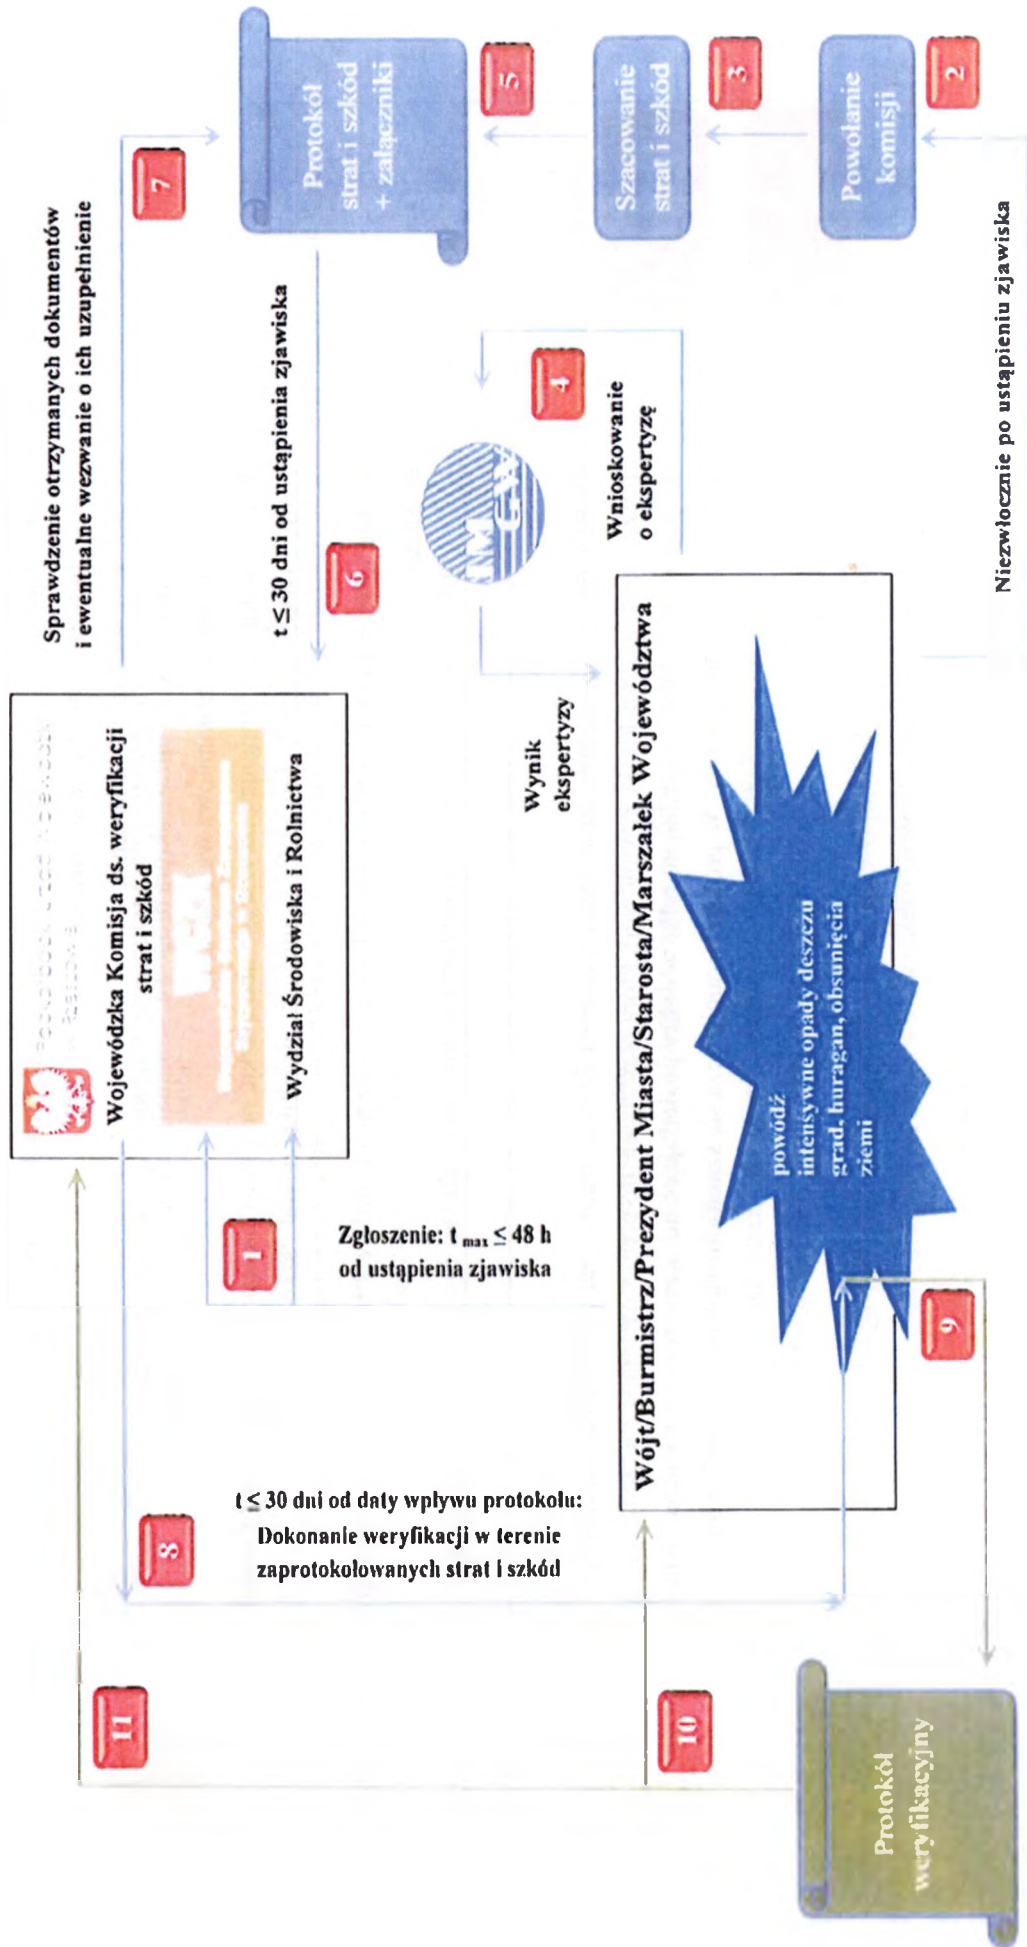 Sprawdzenie otrzymanych dokumentów
i ewentualne wezwanie o ich uzupełnienie
7
Wojewódzka Komisja ds. weryfikacji
strat i szkód
WCZK
Wydział Środowiska i Rolnictwa
1
Zgłoszenie: t max ≤ 48 h
od ustąpienia zjawiska
t ≤ 30 dni od ustąpienia zjawiska
6
Protokół
strat i szkód
+ załączniki
5
Szacowanie
strat i szkód
3
Powołanie
komisji
2
Niezwłocznie po ustąpieniu zjawiska
IM
GW
4
Wnioskowanie
o ekspertyzę
Wynik
ekspertyzy
Wójt/Burmistrz/Prezydent Miasta/Starosta/Marszałek Województwa
powódź
intensywne opady deszczu
grad, huragan, obsunięcia
ziemi
8
t ≤ 30 dni od daty wpływu protokołu:
Dokonanie weryfikacji w terenie
zaprotokołowanych strat i szkód
9
Protokół
weryfikacyjny
10
11